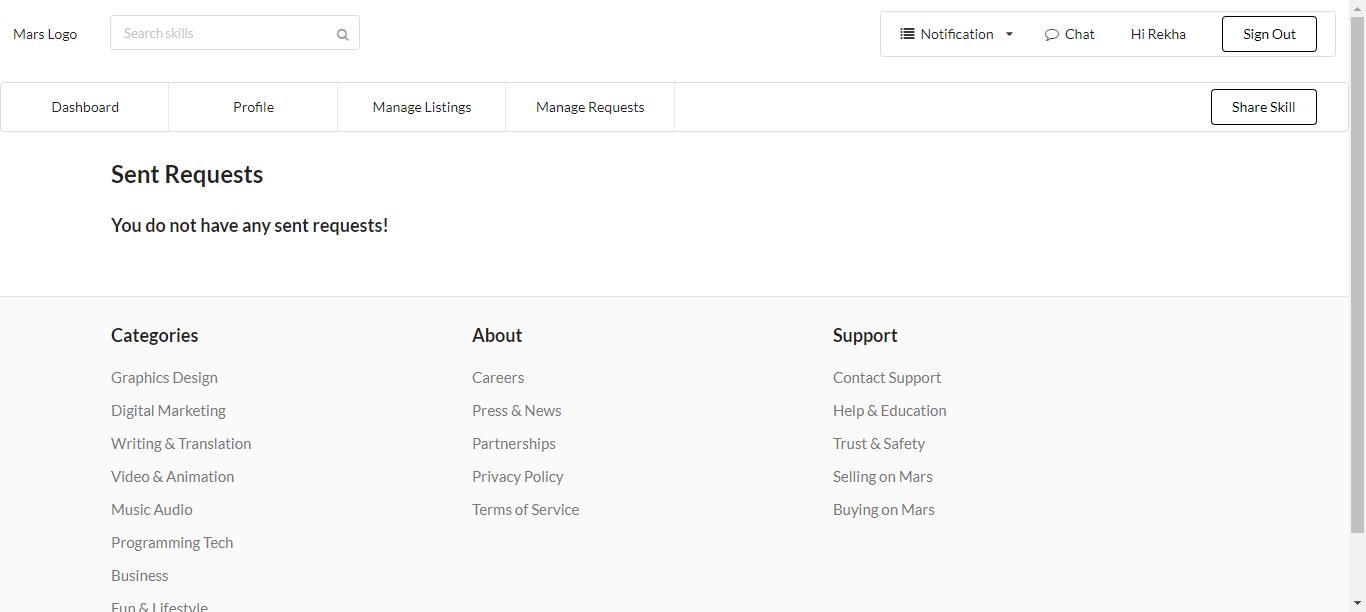 Mars Logo
Search skills
Notification
Chat
Hi Rekha
Sign Out
Dashboard
Profile
Manage Listings
Manage Requests
Share Skill
Sent Requests
You do not have any sent requests!
Categories
Graphics Design
Digital Marketing
Writing & Translation
Video & Animation
Music Audio
Programming Tech
Business
Fun & Lifestyle
About
Careers
Press & News
Partnerships
Privacy Policy
Terms of Service
Support
Contact Support
Help & Education
Trust & Safety
Selling on Mars
Buying on Mars